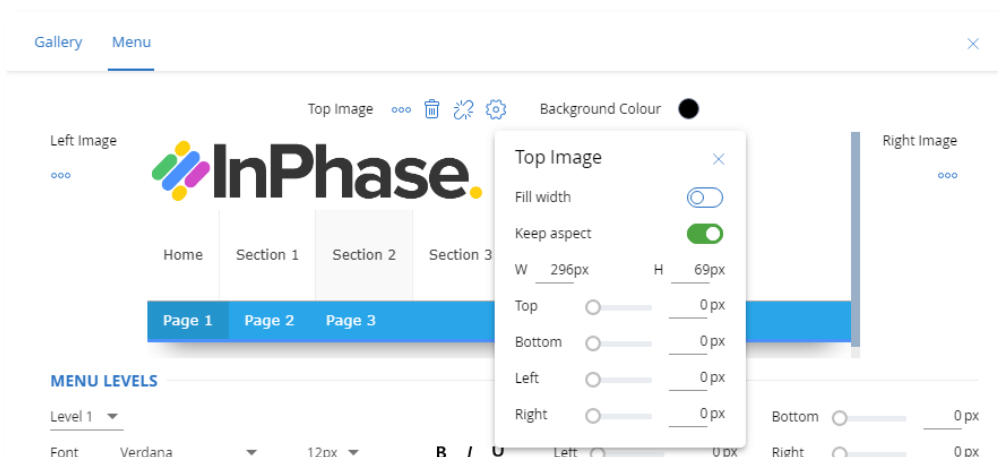 Gallery Menu
Top Image Background Colour
Left Image
Right Image
InPhase.
Home Section 1 Section 2 Section 3
Page 1 Page 2 Page 3
Top Image
Fill width
Keep aspect
W 296px H 69px
Top 0 px
Bottom 0 px
Left 0 px
Right 0 px
MENU LEVELS
Level 1
Bottom 0 px
Font Verdana 12px B I U Left 0 px Right 0 px